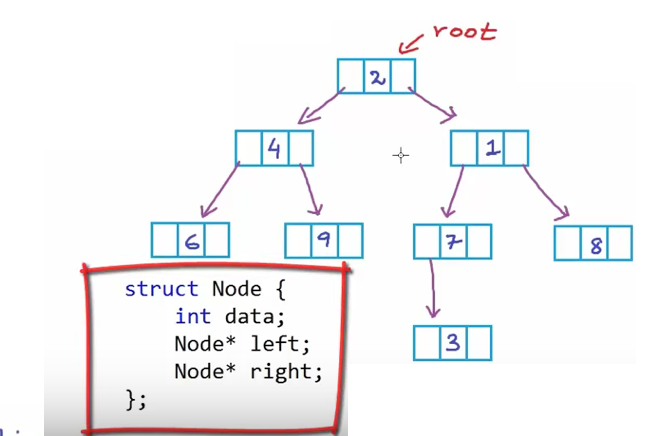 root
2
4
1
6
9
7
8
struct Node {
int data;
Node* left;
Node* right;
};
3